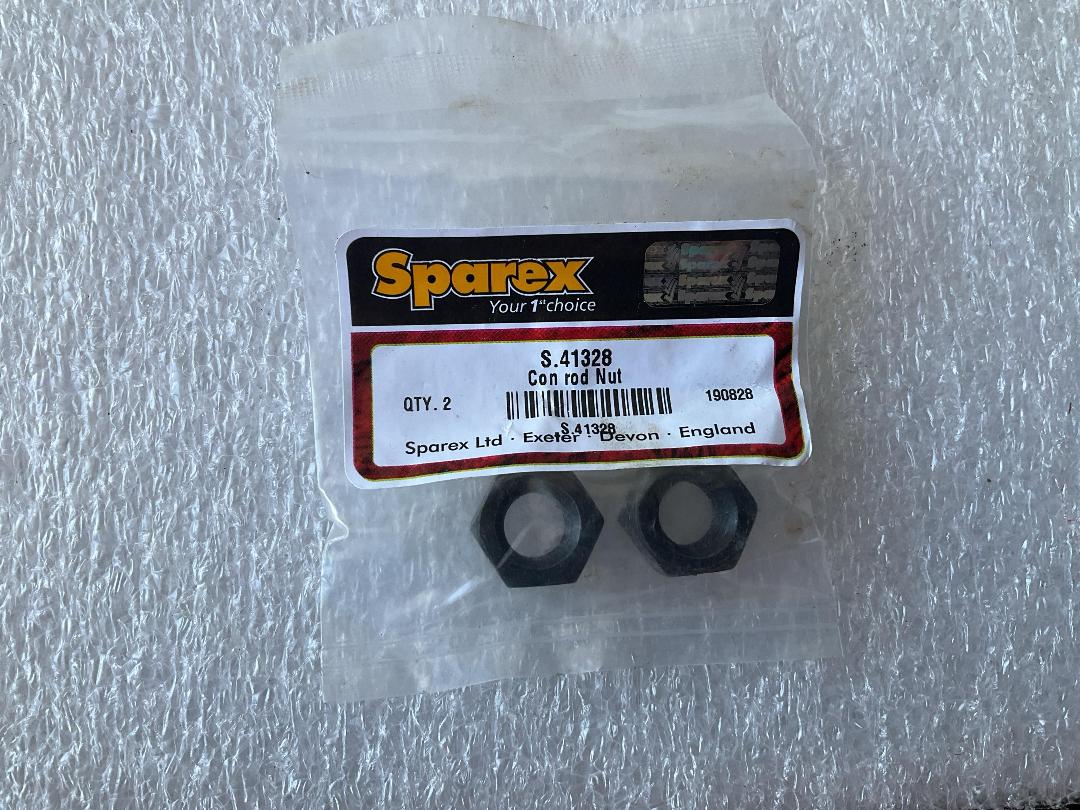 Sparex
Your 1st choice
S.41328
Con rod Nut
QTY. 2
190828
S.41328
Sparex Ltd · Exeter · Devon · England